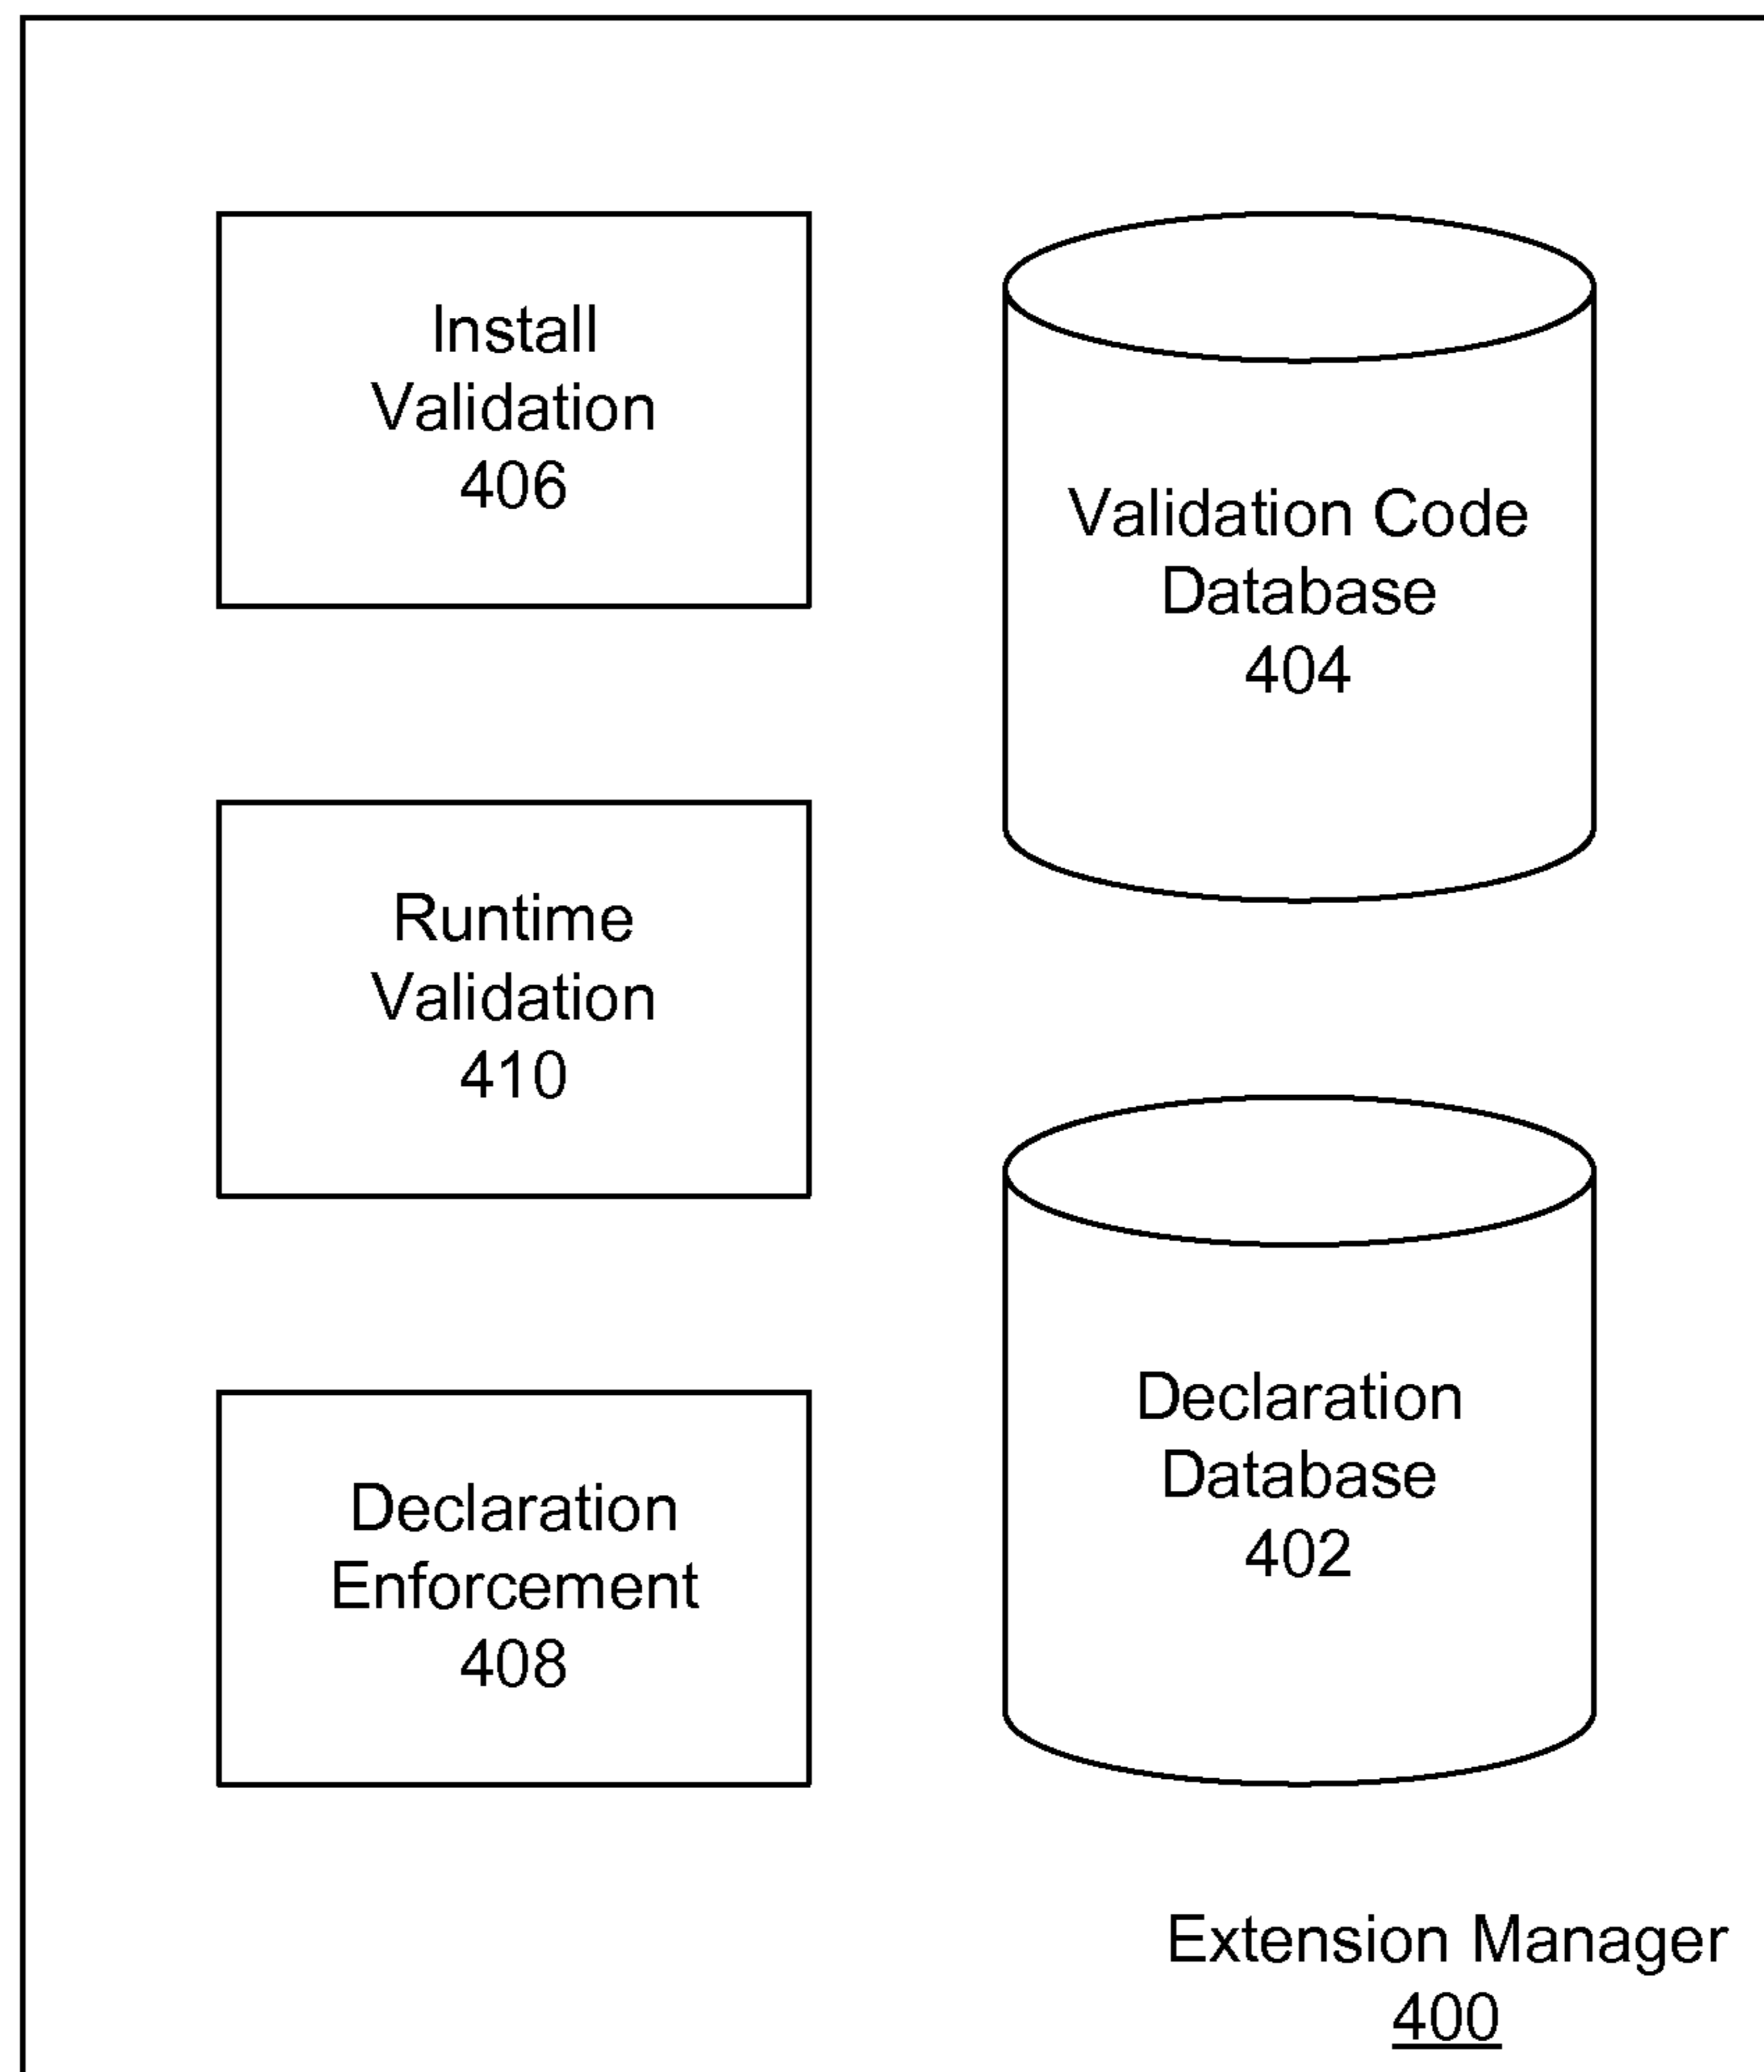 Install
Validation
406
Validation Code
Database
404
Runtime
Validation
410
Declaration
Database
402
Declaration
Enforcement
408
Extension Manager
400